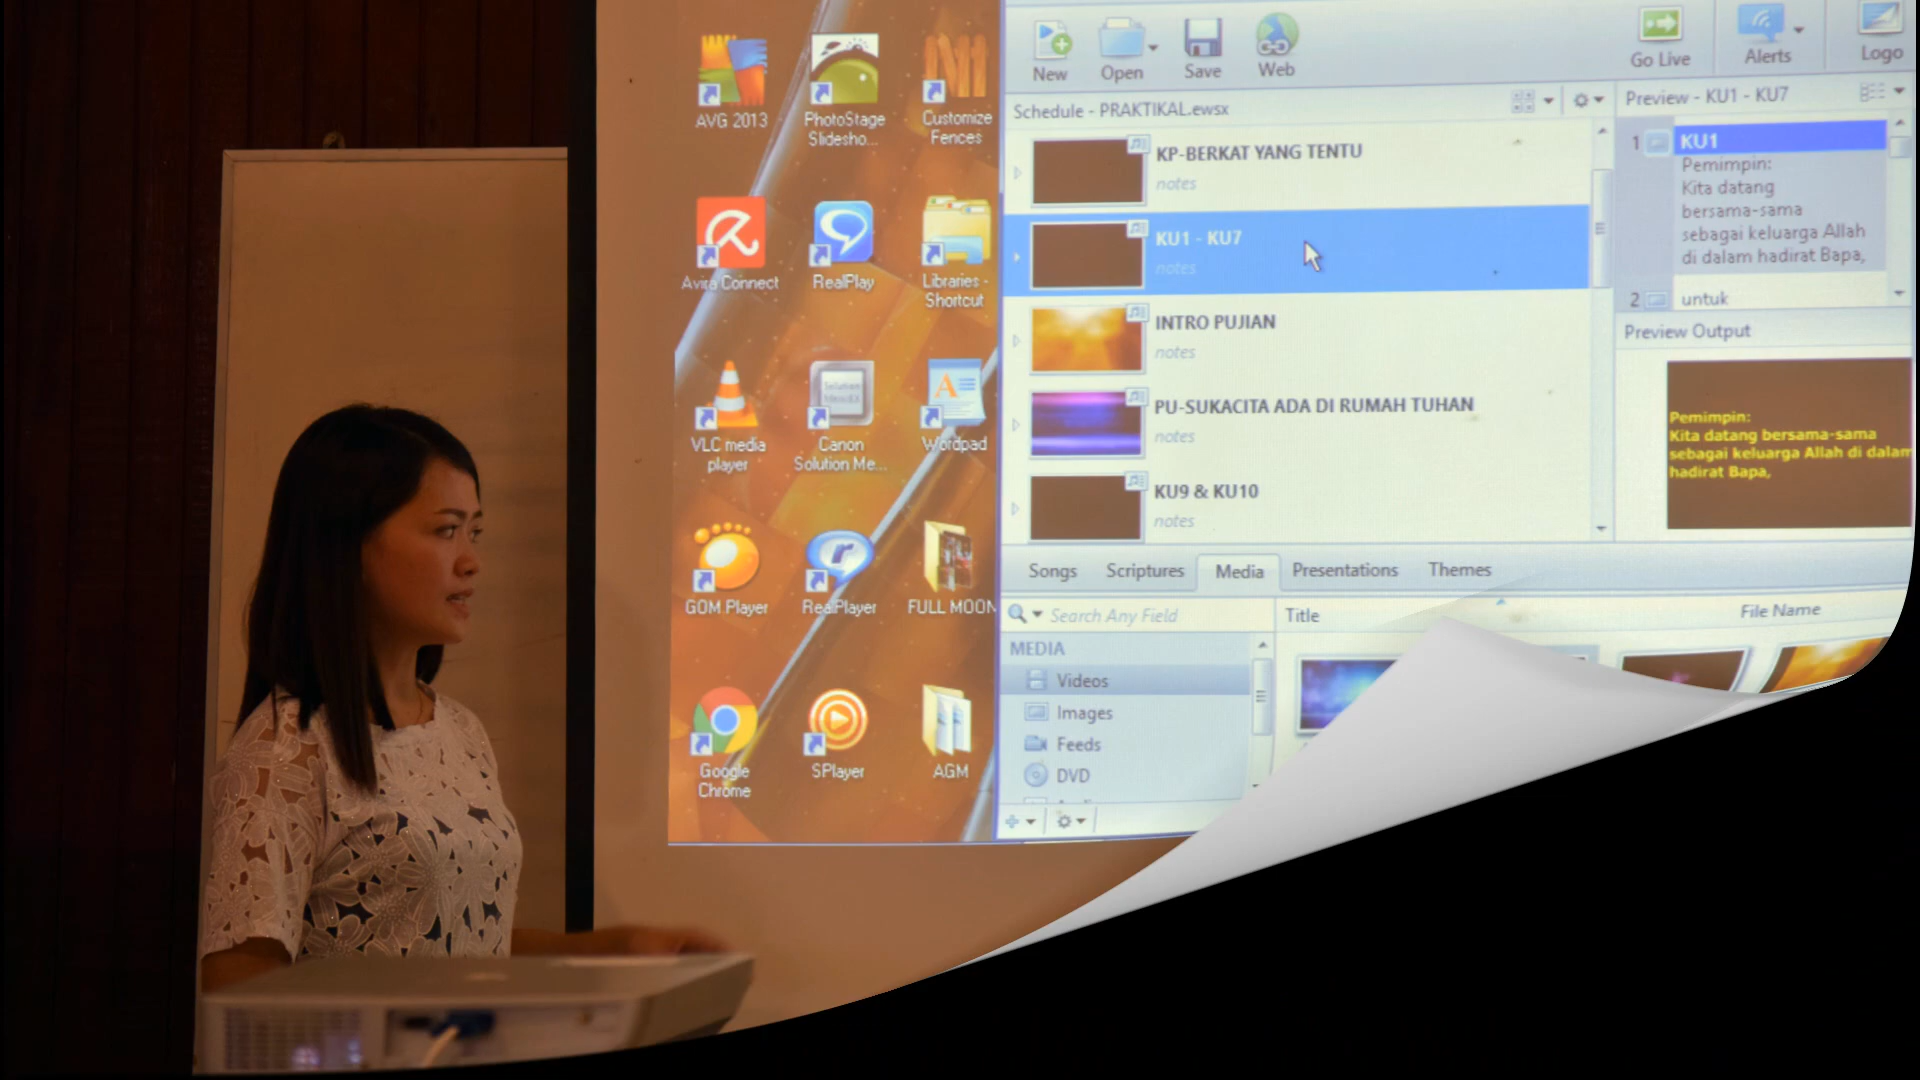 AVG 2013
PhotoStage
Slidesho...
Customize
Fences
Avira Connect
RealPlay
Libraries -
Shortcut
VLC media
player
Canon
Solution Me...
Wordpad
GOM Player
RealPlayer
FULL MOON
Google
Chrome
SPlayer
AGM
New
Open
Save
Web
Go Live
Alerts
Logo
Schedule - PRAKTIKAL.ewsx
KP-BERKAT YANG TENTU
notes
KU1 - KU7
notes
INTRO PUJIAN
notes
PU-SUKACITA ADA DI RUMAH TUHAN
notes
KU9 & KU10
notes
Preview - KU1 - KU7
1 KU1
Pemimpin:
Kita datang
bersama-sama
sebagai keluarga Allah
di dalam hadirat Bapa,
2 untuk
Preview Output
Pemimpin:
Kita datang bersama-sama
sebagai keluarga Allah di dalam
hadirat Bapa,
Songs
Scriptures
Media
Presentations
Themes
Search Any Field
Title
File Name
MEDIA
Videos
Images
Feeds
DVD